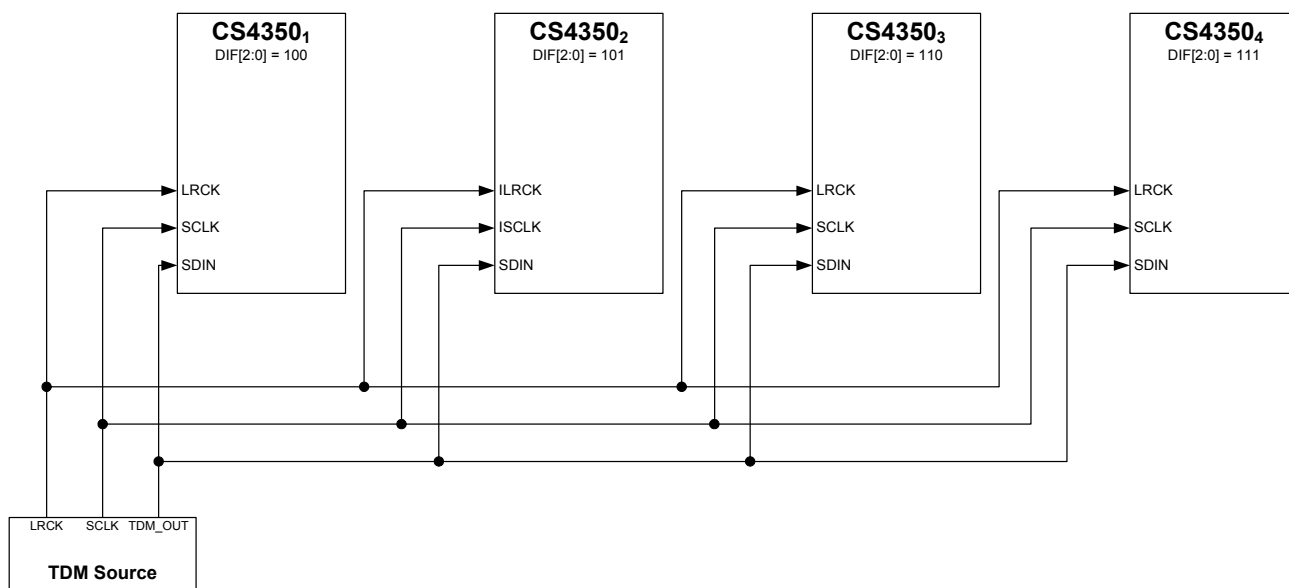 CS4350₁ CS4350₂ CS4350₃ CS4350₄
DIF[2:0] = 100 DIF[2:0] = 101 DIF[2:0] = 110 DIF[2:0] = 111
LRCK ILRCK LRCK LRCK
SCLK ISCLK SCLK SCLK
SDIN SDIN SDIN SDIN
LRCK SCLK TDM_OUT
TDM Source